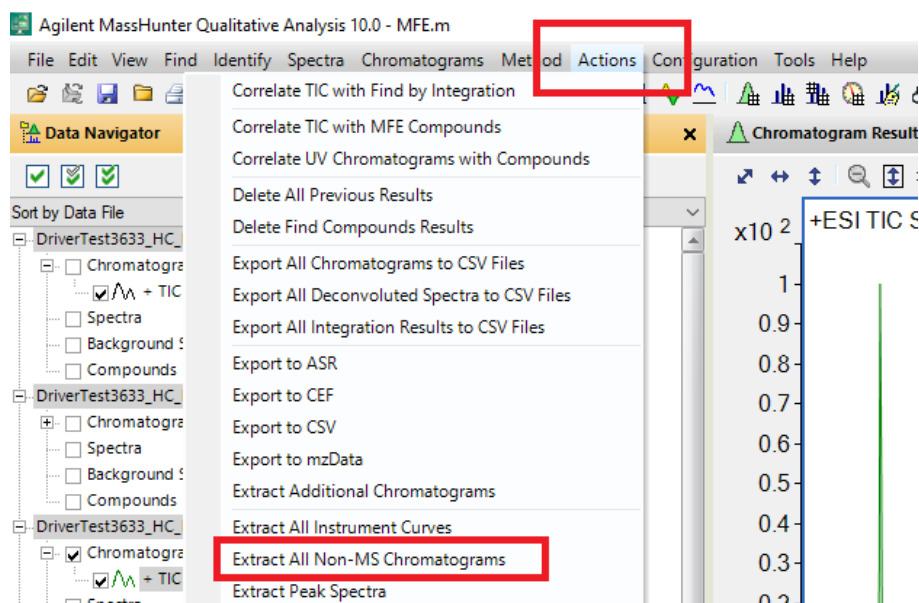 Agilent MassHunter Qualitative Analysis 10.0 - MFE.m
File Edit View Find Identify Spectra Chromatograms Method Actions Configuration Tools Help
Data Navigator
Sort by Data File
DriverTest3633_HC_
Chromatogra
+ TIC
Spectra
Background S
Compounds
DriverTest3633_HC_
Chromatogra
Spectra
Background S
Compounds
DriverTest3633_HC_
Chromatogra
+ TIC
Correlate TIC with Find by Integration
Correlate TIC with MFE Compounds
Correlate UV Chromatograms with Compounds
Delete All Previous Results
Delete Find Compounds Results
Export All Chromatograms to CSV Files
Export All Deconvoluted Spectra to CSV Files
Export All Integration Results to CSV Files
Export to ASR
Export to CEF
Export to CSV
Export to mzData
Extract Additional Chromatograms
Extract All Instrument Curves
Extract All Non-MS Chromatograms
Extract Peak Spectra
Chromatogram Result
x10 2
+ESI TIC S
1
0.9
0.8
0.7
0.6
0.5
0.4
0.3
0.2